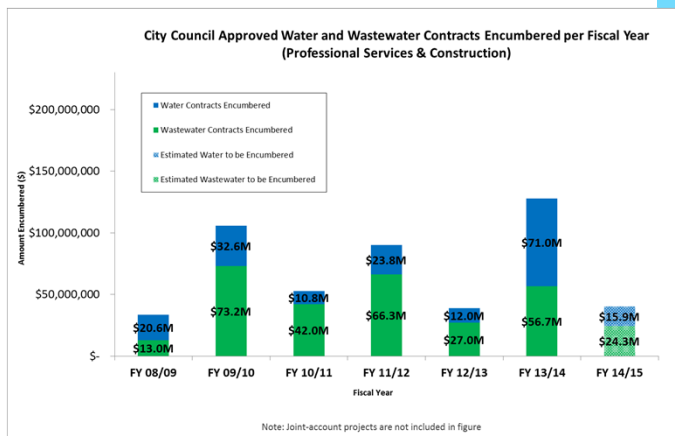 City Council Approved Water and Wastewater Contracts Encumbered per Fiscal Year
(Professional Services & Construction)
$200,000,000
$150,000,000
$100,000,000
$50,000,000
$-
Amount Encumbered ($)
Water Contracts Encumbered
Wastewater Contracts Encumbered
Estimated Water to be Encumbered
Estimated Wastewater to be Encumbered
$20.6M
$13.0M
$32.6M
$73.2M
$10.8M
$42.0M
$23.8M
$66.3M
$12.0M
$27.0M
$71.0M
$56.7M
$15.9M
$24.3M
FY 08/09 FY 09/10 FY 10/11 FY 11/12 FY 12/13 FY 13/14 FY 14/15
Fiscal Year
Note: Joint-account projects are not included in figure